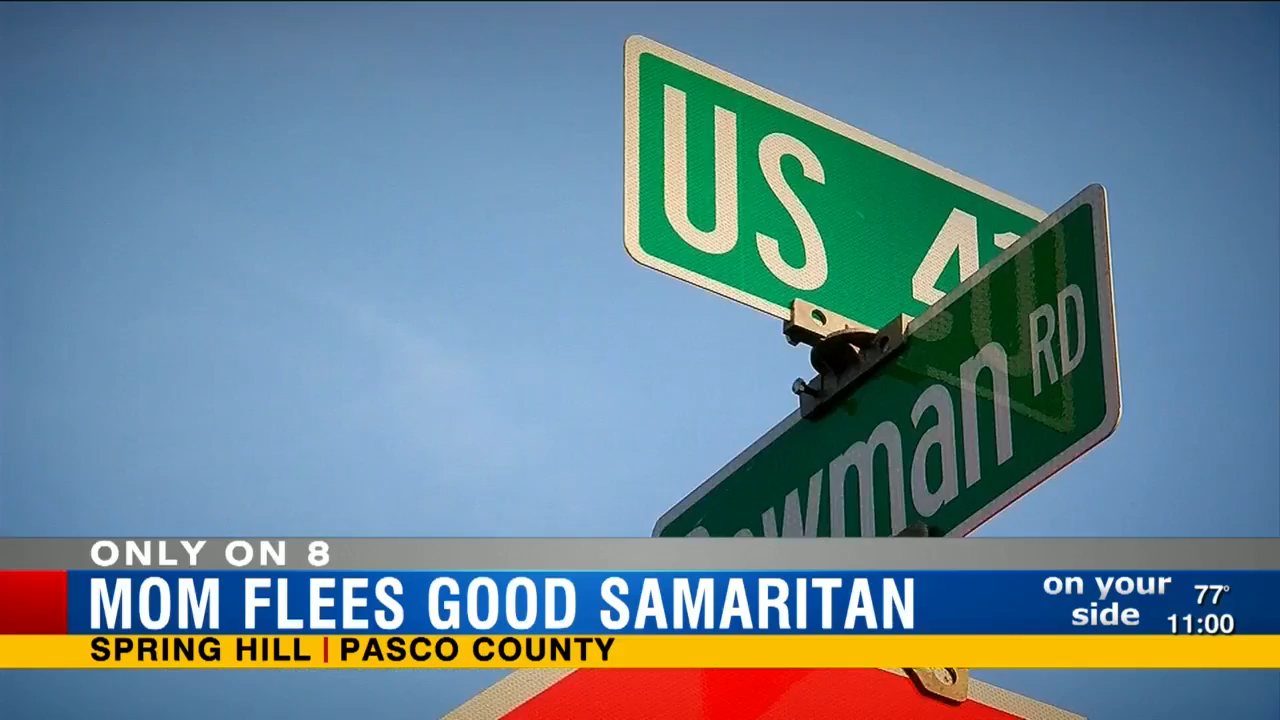 US 41
Bowman RD
ONLY ON 8
MOM FLEES GOOD SAMARITAN
on your
side
77°
11:00
SPRING HILL | PASCO COUNTY